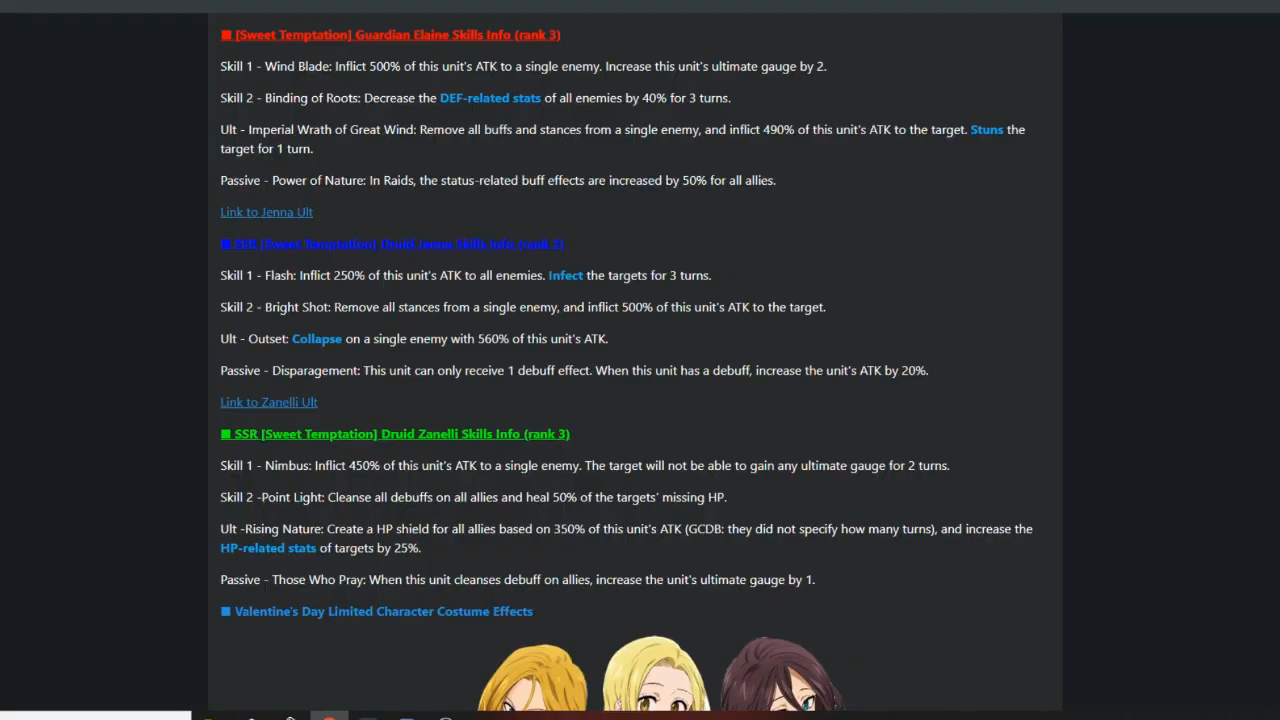 ■ [Sweet Temptation] Guardian Elaine Skills Info (rank 3)
Skill 1 - Wind Blade: Inflict 500% of this unit's ATK to a single enemy. Increase this unit's ultimate gauge by 2.
Skill 2 - Binding of Roots: Decrease the DEF-related stats of all enemies by 40% for 3 turns.
Ult - Imperial Wrath of Great Wind: Remove all buffs and stances from a single enemy, and inflict 490% of this unit's ATK to the target. Stuns the
target for 1 turn.
Passive - Power of Nature: In Raids, the status-related buff effects are increased by 50% for all allies.
Link to Jenna Ult
■ SSR [Sweet Temptation] Druid Jenna Skills Info (rank 3)
Skill 1 - Flash: Inflict 250% of this unit's ATK to all enemies. Infect the targets for 3 turns.
Skill 2 - Bright Shot: Remove all stances from a single enemy, and inflict 500% of this unit's ATK to the target.
Ult - Outset: Collapse on a single enemy with 560% of this unit's ATK.
Passive - Disparagement: This unit can only receive 1 debuff effect. When this unit has a debuff, increase the unit's ATK by 20%.
Link to Zanelli Ult
■ SSR [Sweet Temptation] Druid Zanelli Skills Info (rank 3)
Skill 1 - Nimbus: Inflict 450% of this unit's ATK to a single enemy. The target will not be able to gain any ultimate gauge for 2 turns.
Skill 2 -Point Light: Cleanse all debuffs on all allies and heal 50% of the targets' missing HP.
Ult -Rising Nature: Create a HP shield for all allies based on 350% of this unit's ATK (GCDB: they did not specify how many turns), and increase the
HP-related stats of targets by 25%.
Passive - Those Who Pray: When this unit cleanses debuff on allies, increase the unit's ultimate gauge by 1.
■ Valentine's Day Limited Character Costume Effects